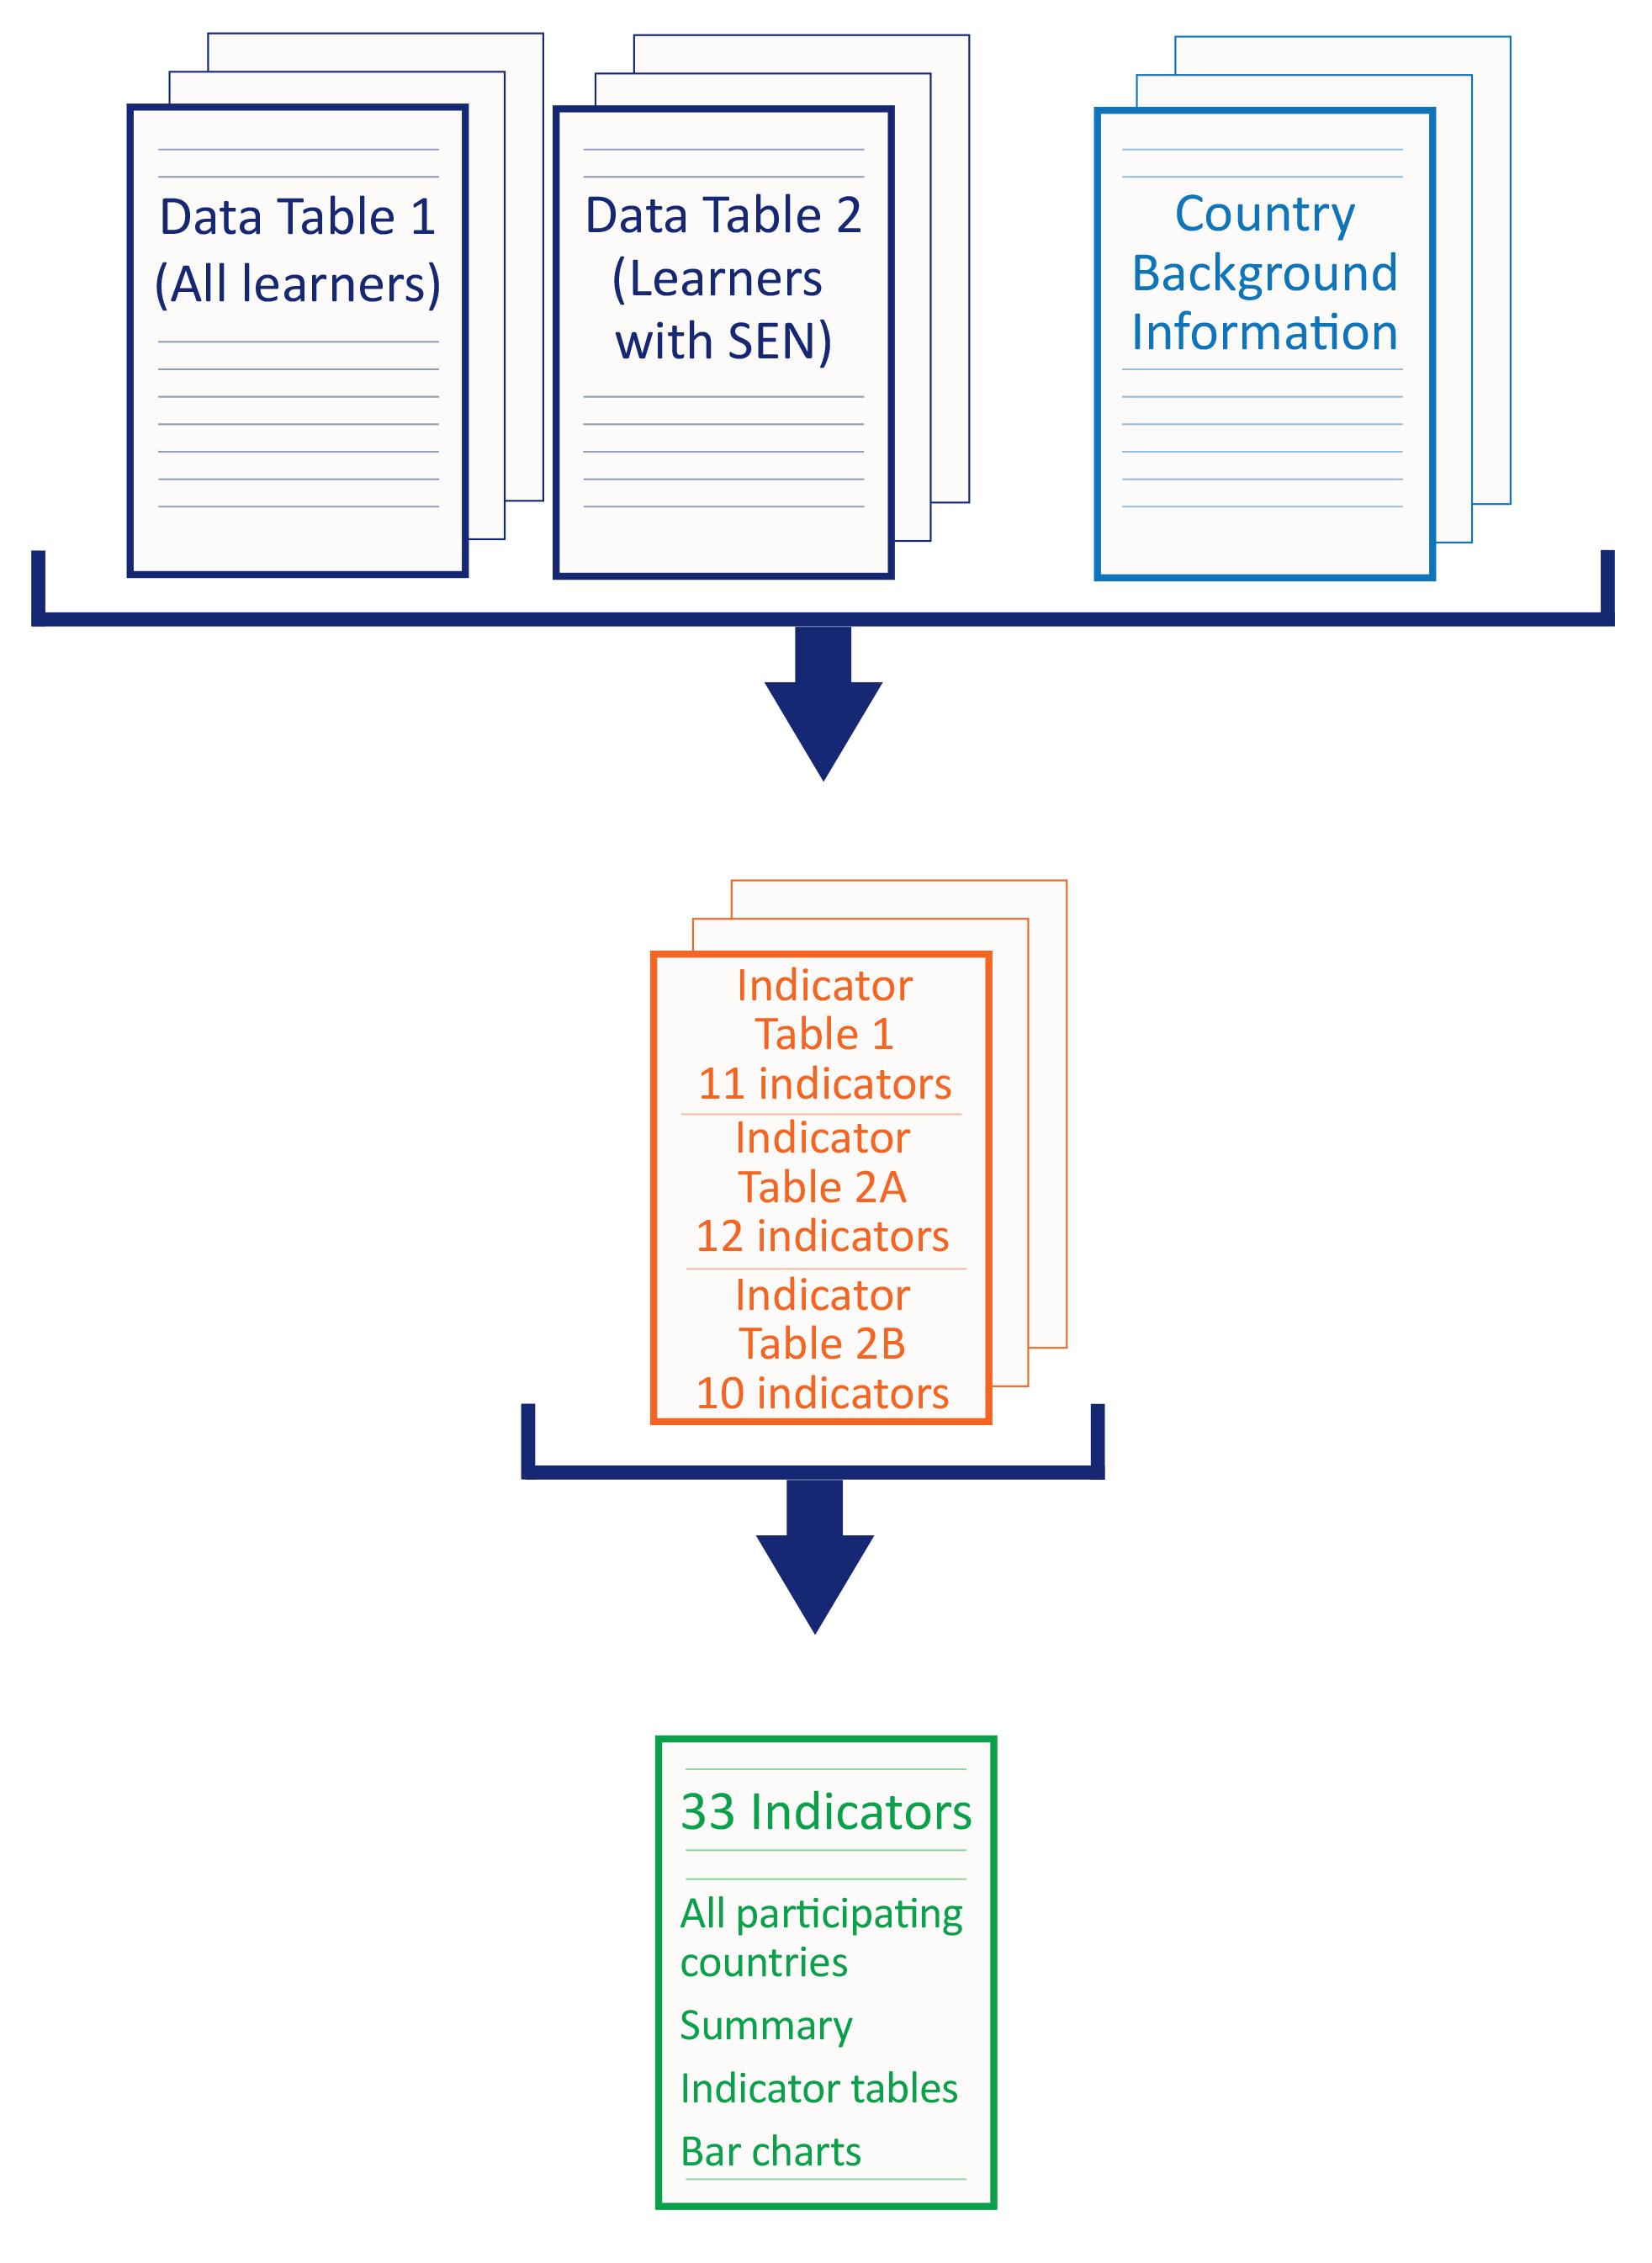 Data Table 1
(All learners)
Data Table 2
(Learners
with SEN)
Country
Background
Information
Indicator
Table 1
11 indicators
Indicator
Table 2A
12 indicators
Indicator
Table 2B
10 indicators
33 Indicators
All participating
countries
Summary
Indicator tables
Bar charts